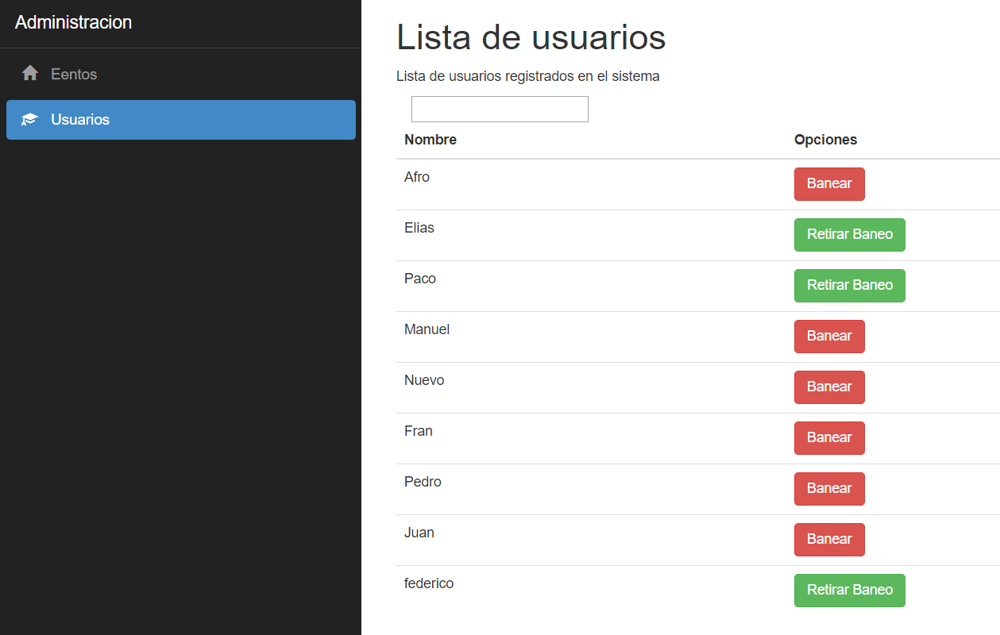 Administracion
Eentos
Usuarios
Lista de usuarios
Lista de usuarios registrados en el sistema
Nombre Opciones
Afro Banear
Elias Retirar Baneo
Paco Retirar Baneo
Manuel Banear
Nuevo Banear
Fran Banear
Pedro Banear
Juan Banear
federico Retirar Baneo